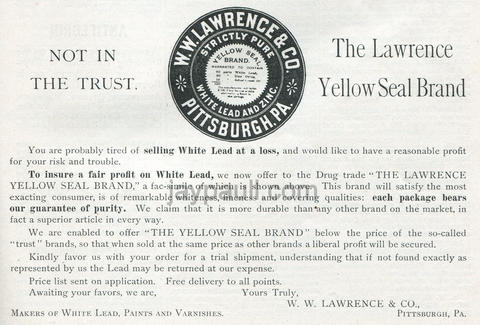 NOT IN
THE TRUST.
W. W. LAWRENCE & CO.
STRICTLY PURE
YELLOW SEAL
BRAND.
WARRANTED TO CONTAIN
WHITE LEAD AND ZINC.
PITTSBURGH, PA.
The Lawrence
Yellow Seal Brand
You are probably tired of selling White Lead at a loss, and would like to have a reasonable profit
for your risk and trouble.
To insure a fair profit on White Lead, we now offer to the Drug trade "THE LAWRENCE
YELLOW SEAL BRAND," a fac-simile of which is shown above. This brand will satisfy the most
exacting consumer, is of remarkable whiteness, fineness and covering qualities: each package bears
our guarantee of purity. We claim that it is more durable than any other brand on the market, in
fact a superior article in every way.
We are enabled to offer "THE YELLOW SEAL BRAND" below the price of the so-called
"trust" brands, so that when sold at the same price as other brands a liberal profit will be secured.
Kindly favor us with your order for a trial shipment, understanding that if not found exactly as
represented by us the Lead may be returned at our expense.
Price list sent on application. Free delivery to all points.
Awaiting your favors, we are, Yours Truly,
W. W. LAWRENCE & CO.,
MAKERS OF WHITE LEAD, PAINTS AND VARNISHES. PITTSBURGH, PA.
jaypaull.com